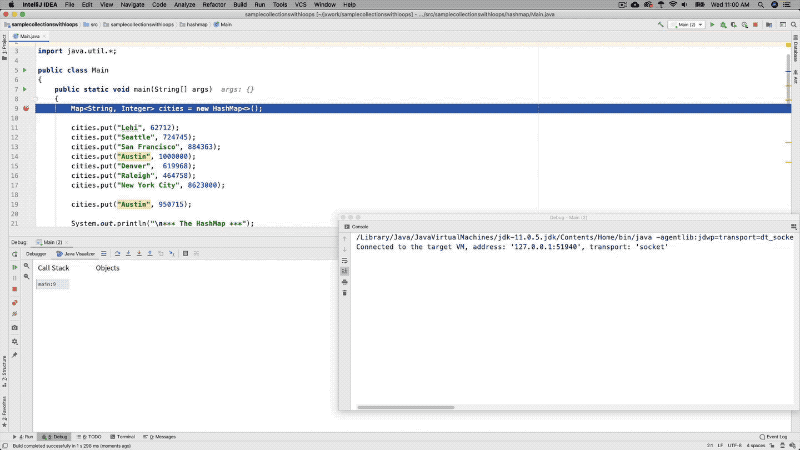 IntelliJ IDEA File Edit View Navigate Code Analyze Refactor Build Run Tools VCS Window Help Wed 11:00 AM
samplecollectionswithloops [~/jwork/samplecollectionswithloops] – .../src/samplecollectionswithloops/hashmap/Main.java
samplecollectionswithloops src samplecollectionswithloops hashmap Main Main (2)
Main.java
1: Project
Database
Ant
3 import java.util.*;
4
5 public class Main
6 {
7 public static void main(String[] args) args: {}
8 {
9 Map<String, Integer> cities = new HashMap<>();
10
11 cities.put("Lehi", 62712);
12 cities.put("Seattle", 724745);
13 cities.put("San Francisco", 884363);
14 cities.put("Austin", 1000000);
15 cities.put("Denver", 619968);
16 cities.put("Raleigh", 464758);
17 cities.put("New York City", 8623000);
18
19 cities.put("Austin", 950715);
20
21 System.out.println("\n*** The HashMap ***");
Debug: Main (2)
Debugger Java Visualizer
Call Stack Objects
main:9
Debug - Main (2)
Console
/Library/Java/JavaVirtualMachines/jdk-11.0.5.jdk/Contents/Home/bin/java -agentlib:jdwp=transport=dt_socke
Connected to the target VM, address: '127.0.0.1:51940', transport: 'socket'
Z: Structure
2: Favorites
4: Run 5: Debug 6: TODO Terminal 0: Messages Event Log
Build completed successfully in 1 s 290 ms (moments ago) LF UTF-8 4 spaces